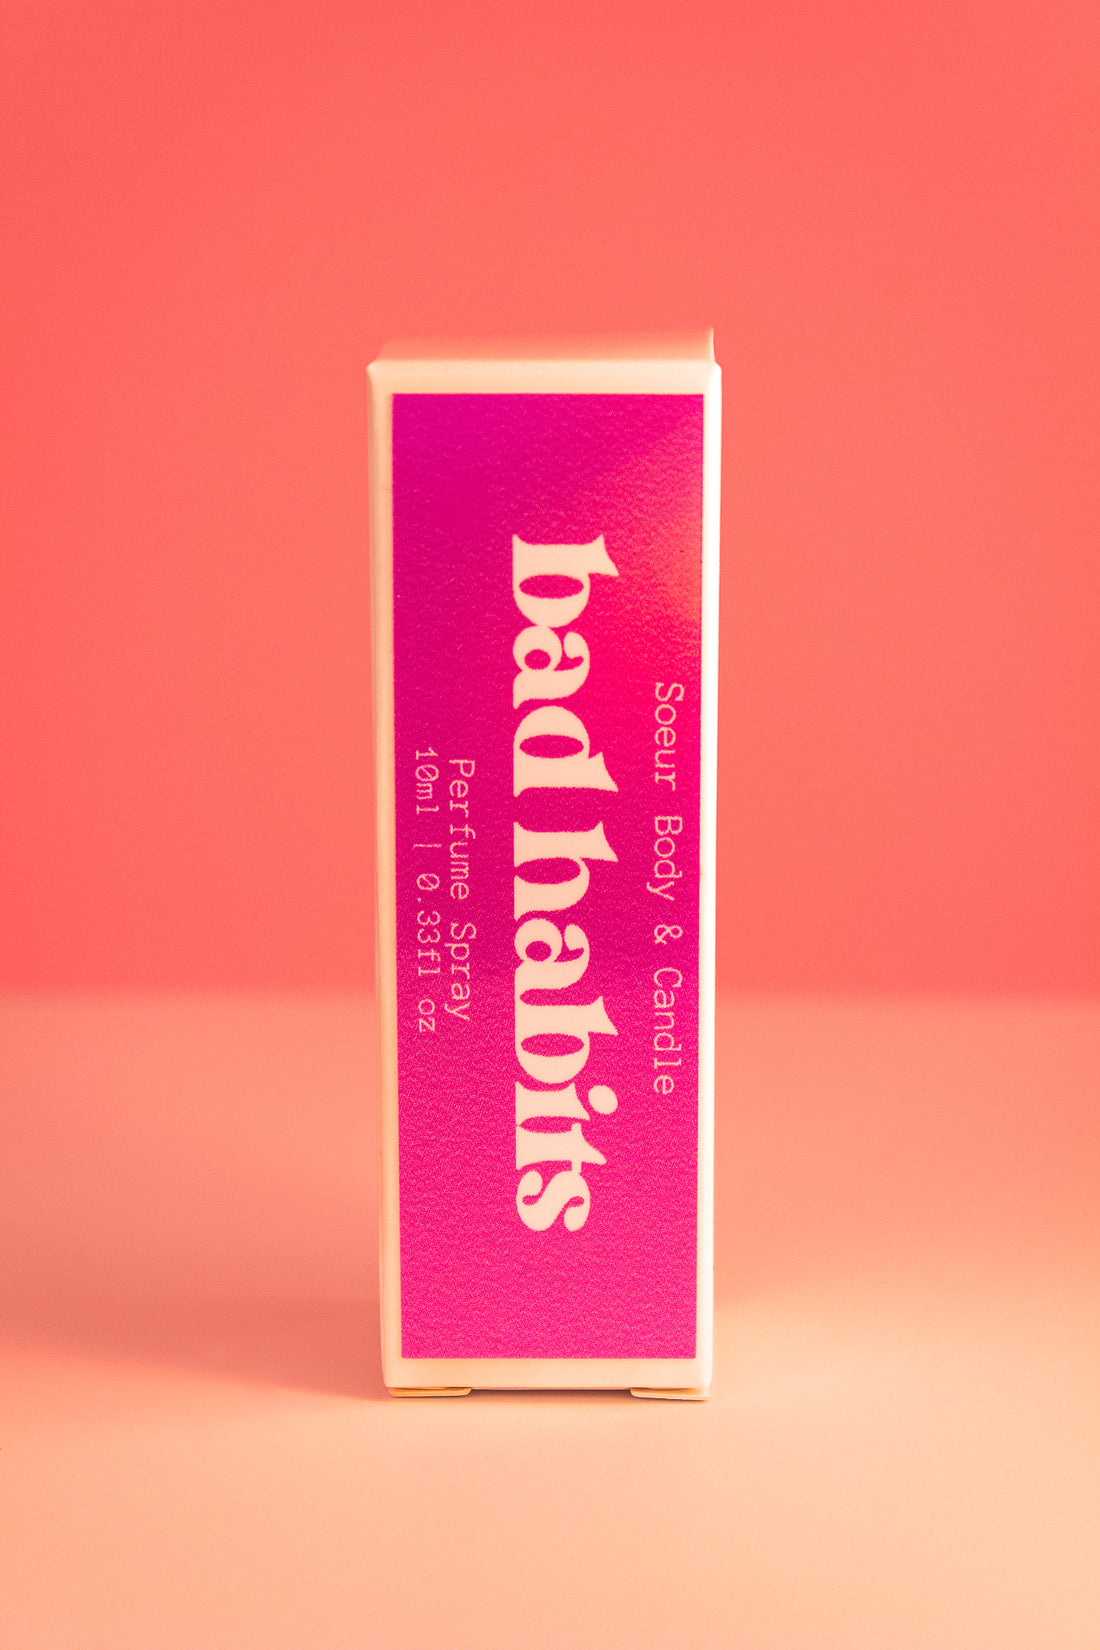 Soeur Body & Candle
bad habits
Perfume Spray
10ml | 0.33fl oz